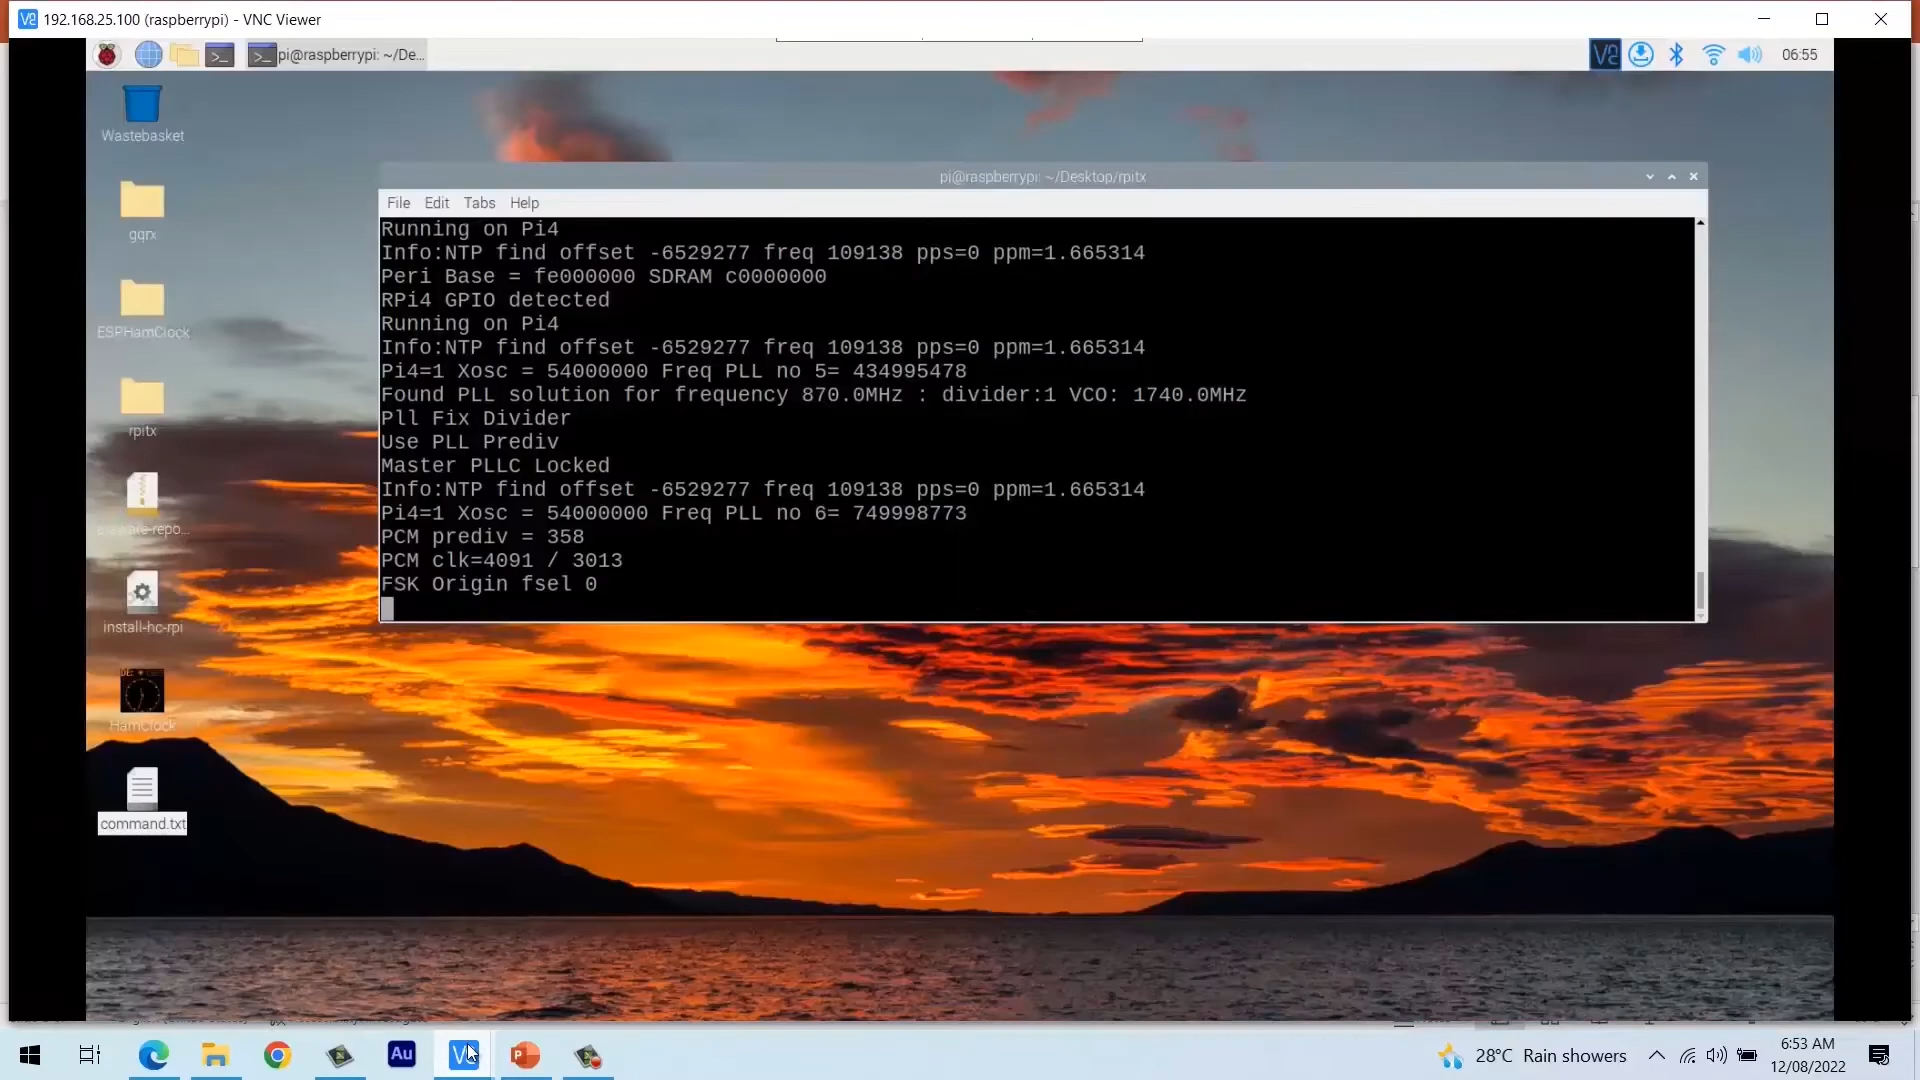 192.168.25.100 (raspberrypi) - VNC Viewer
pi@raspberrypi: ~/De...
06:55
Wastebasket
gqrx
ESPHamClock
rpitx
install-hc-rpi
HamClock
command.txt
pi@raspberrypi: ~/Desktop/rpitx
File Edit Tabs Help
Running on Pi4
Info:NTP find offset -6529277 freq 109138 pps=0 ppm=1.665314
Peri Base = fe000000 SDRAM c0000000
RPi4 GPIO detected
Running on Pi4
Info:NTP find offset -6529277 freq 109138 pps=0 ppm=1.665314
Pi4=1 Xosc = 54000000 Freq PLL no 5= 434995478
Found PLL solution for frequency 870.0MHz : divider:1 VCO: 1740.0MHz
Pll Fix Divider
Use PLL Prediv
Master PLLC Locked
Info:NTP find offset -6529277 freq 109138 pps=0 ppm=1.665314
Pi4=1 Xosc = 54000000 Freq PLL no 6= 749998773
PCM prediv = 358
PCM clk=4091 / 3013
FSK Origin fsel 0
Au
28°C Rain showers
6:53 AM
12/08/2022